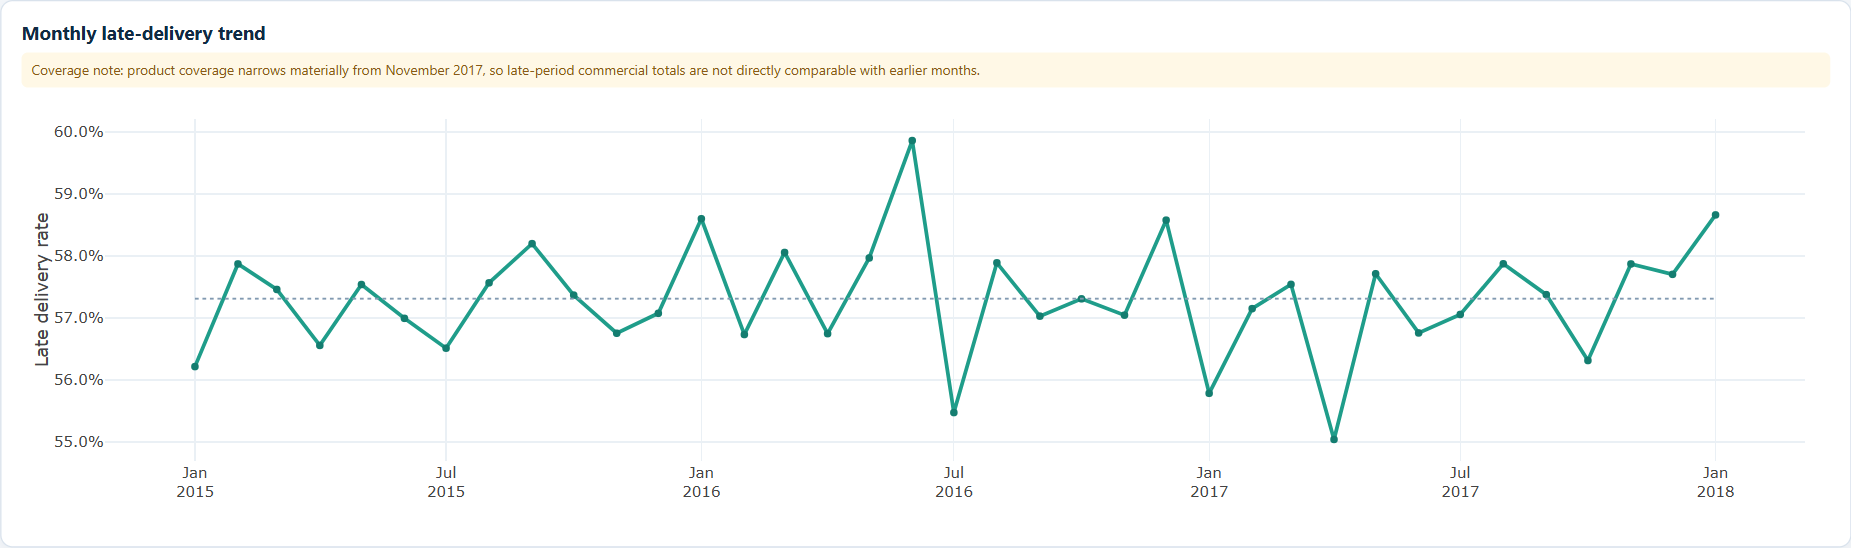 Monthly late-delivery trend
Coverage note: product coverage narrows materially from November 2017, so late-period commercial totals are not directly comparable with earlier months.
Late delivery rate
60.0%
59.0%
58.0%
57.0%
56.0%
55.0%
Jan Jul Jan Jul Jan Jul Jan
2015 2015 2016 2016 2017 2017 2018